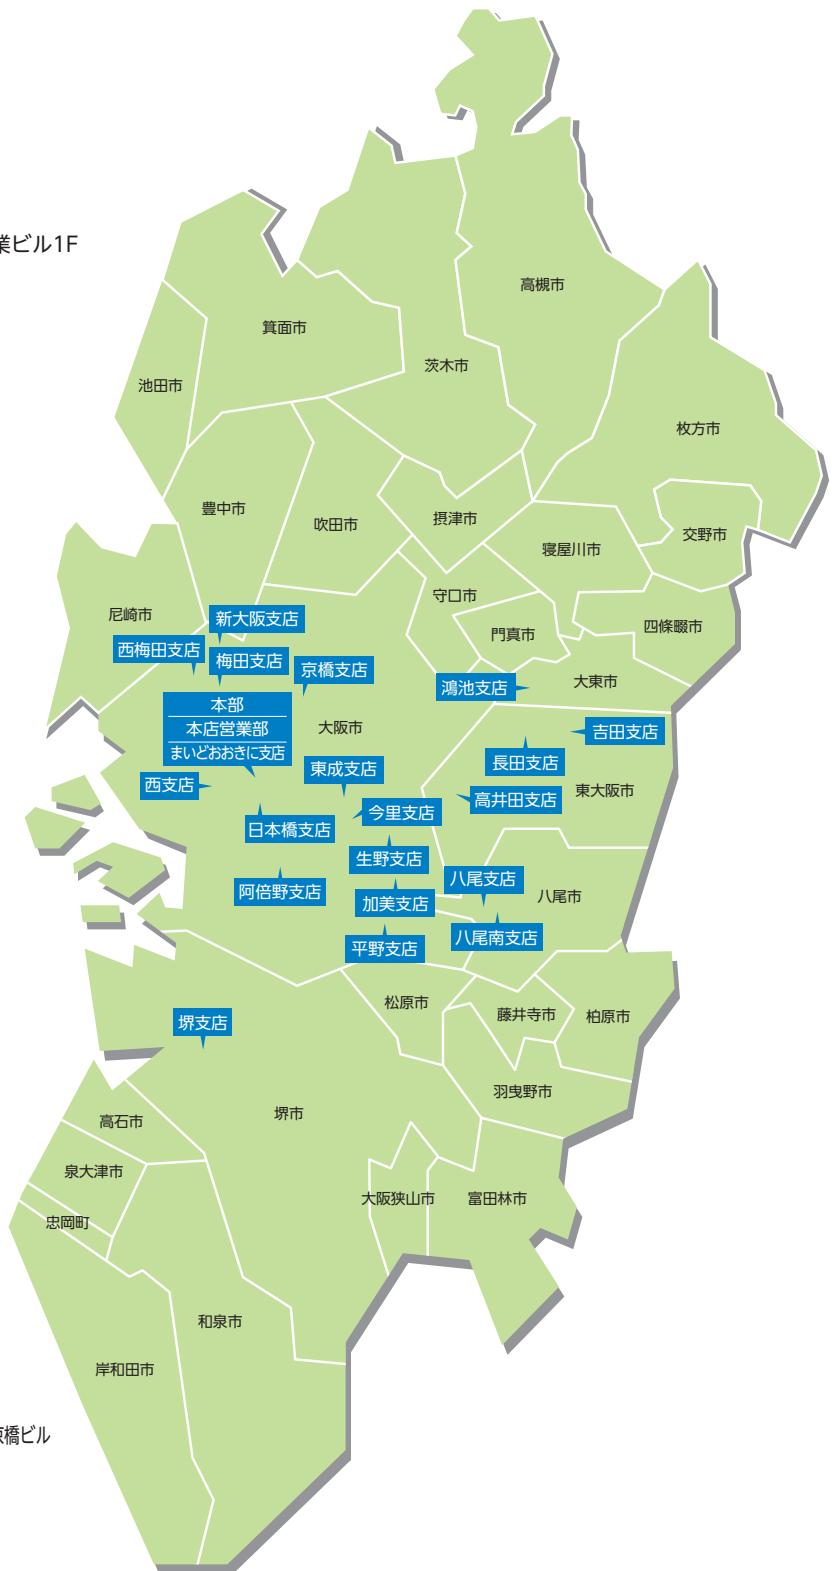 業ビル1F
高槻市
箕面市
茨木市
池田市
枚方市
豊中市
吹田市
摂津市
交野市
寝屋川市
守口市
尼崎市
新大阪支店
門真市
四條畷市
西梅田支店
梅田支店
京橋支店
鴻池支店
大東市
本部
本店営業部
まいどおおきに支店
大阪市
吉田支店
長田支店
東成支店
西支店
東大阪市
高井田支店
今里支店
日本橋支店
生野支店
八尾支店
阿倍野支店
八尾市
加美支店
八尾南支店
平野支店
松原市
藤井寺市
柏原市
堺支店
羽曳野市
堺市
高石市
泉大津市
大阪狭山市
富田林市
忠岡町
和泉市
岸和田市
橋ビル